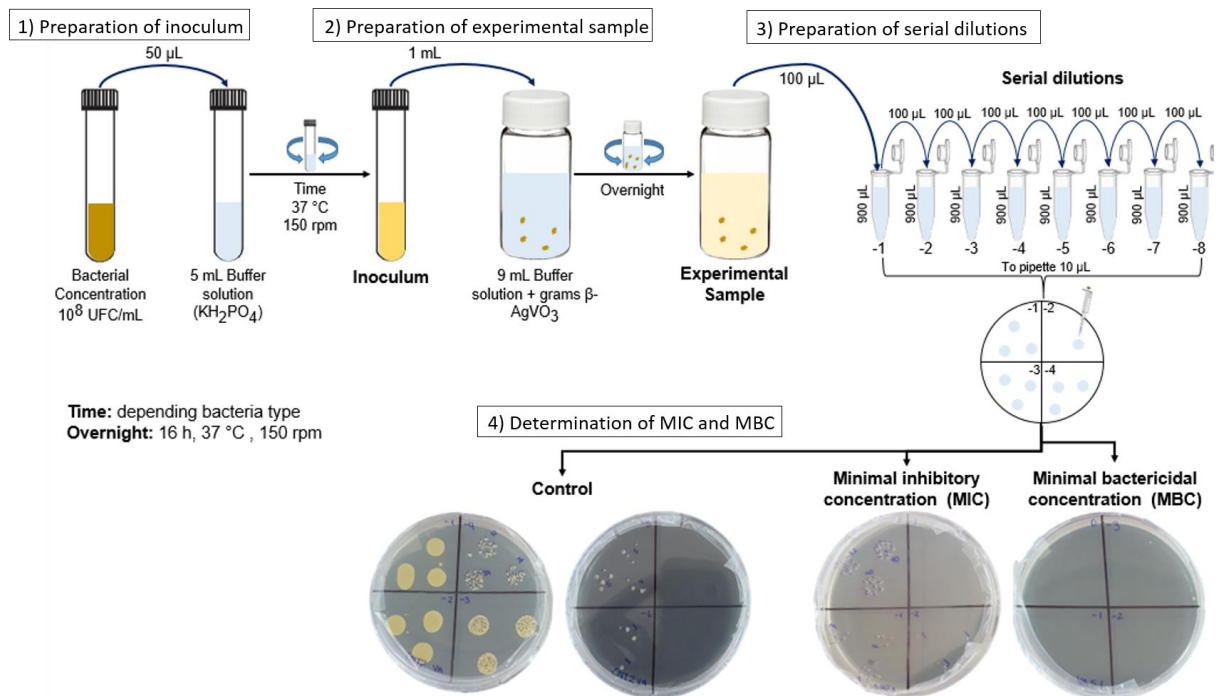 1) Preparation of inoculum
50 µL
Bacterial
Concentration
10⁸ UFC/mL
5 mL Buffer
solution
(KH₂PO₄)
Time
37 °C
150 rpm
2) Preparation of experimental sample
1 mL
Inoculum
9 mL Buffer
solution + grams β-
AgVO₃
Overnight
Experimental
Sample
3) Preparation of serial dilutions
100 µL
Serial dilutions
100 µL 100 µL 100 µL 100 µL 100 µL 100 µL 100 µL
900 µL 900 µL 900 µL 900 µL 900 µL 900 µL 900 µL 900 µL
-1 -2 -3 -4 -5 -6 -7 -8
To pipette 10 µL
-1 -2
-3 -4
Time: depending bacteria type
Overnight: 16 h, 37 °C , 150 rpm
4) Determination of MIC and MBC
Control
Minimal inhibitory
concentration (MIC)
Minimal bactericidal
concentration (MBC)
-2 -3
-1 -2